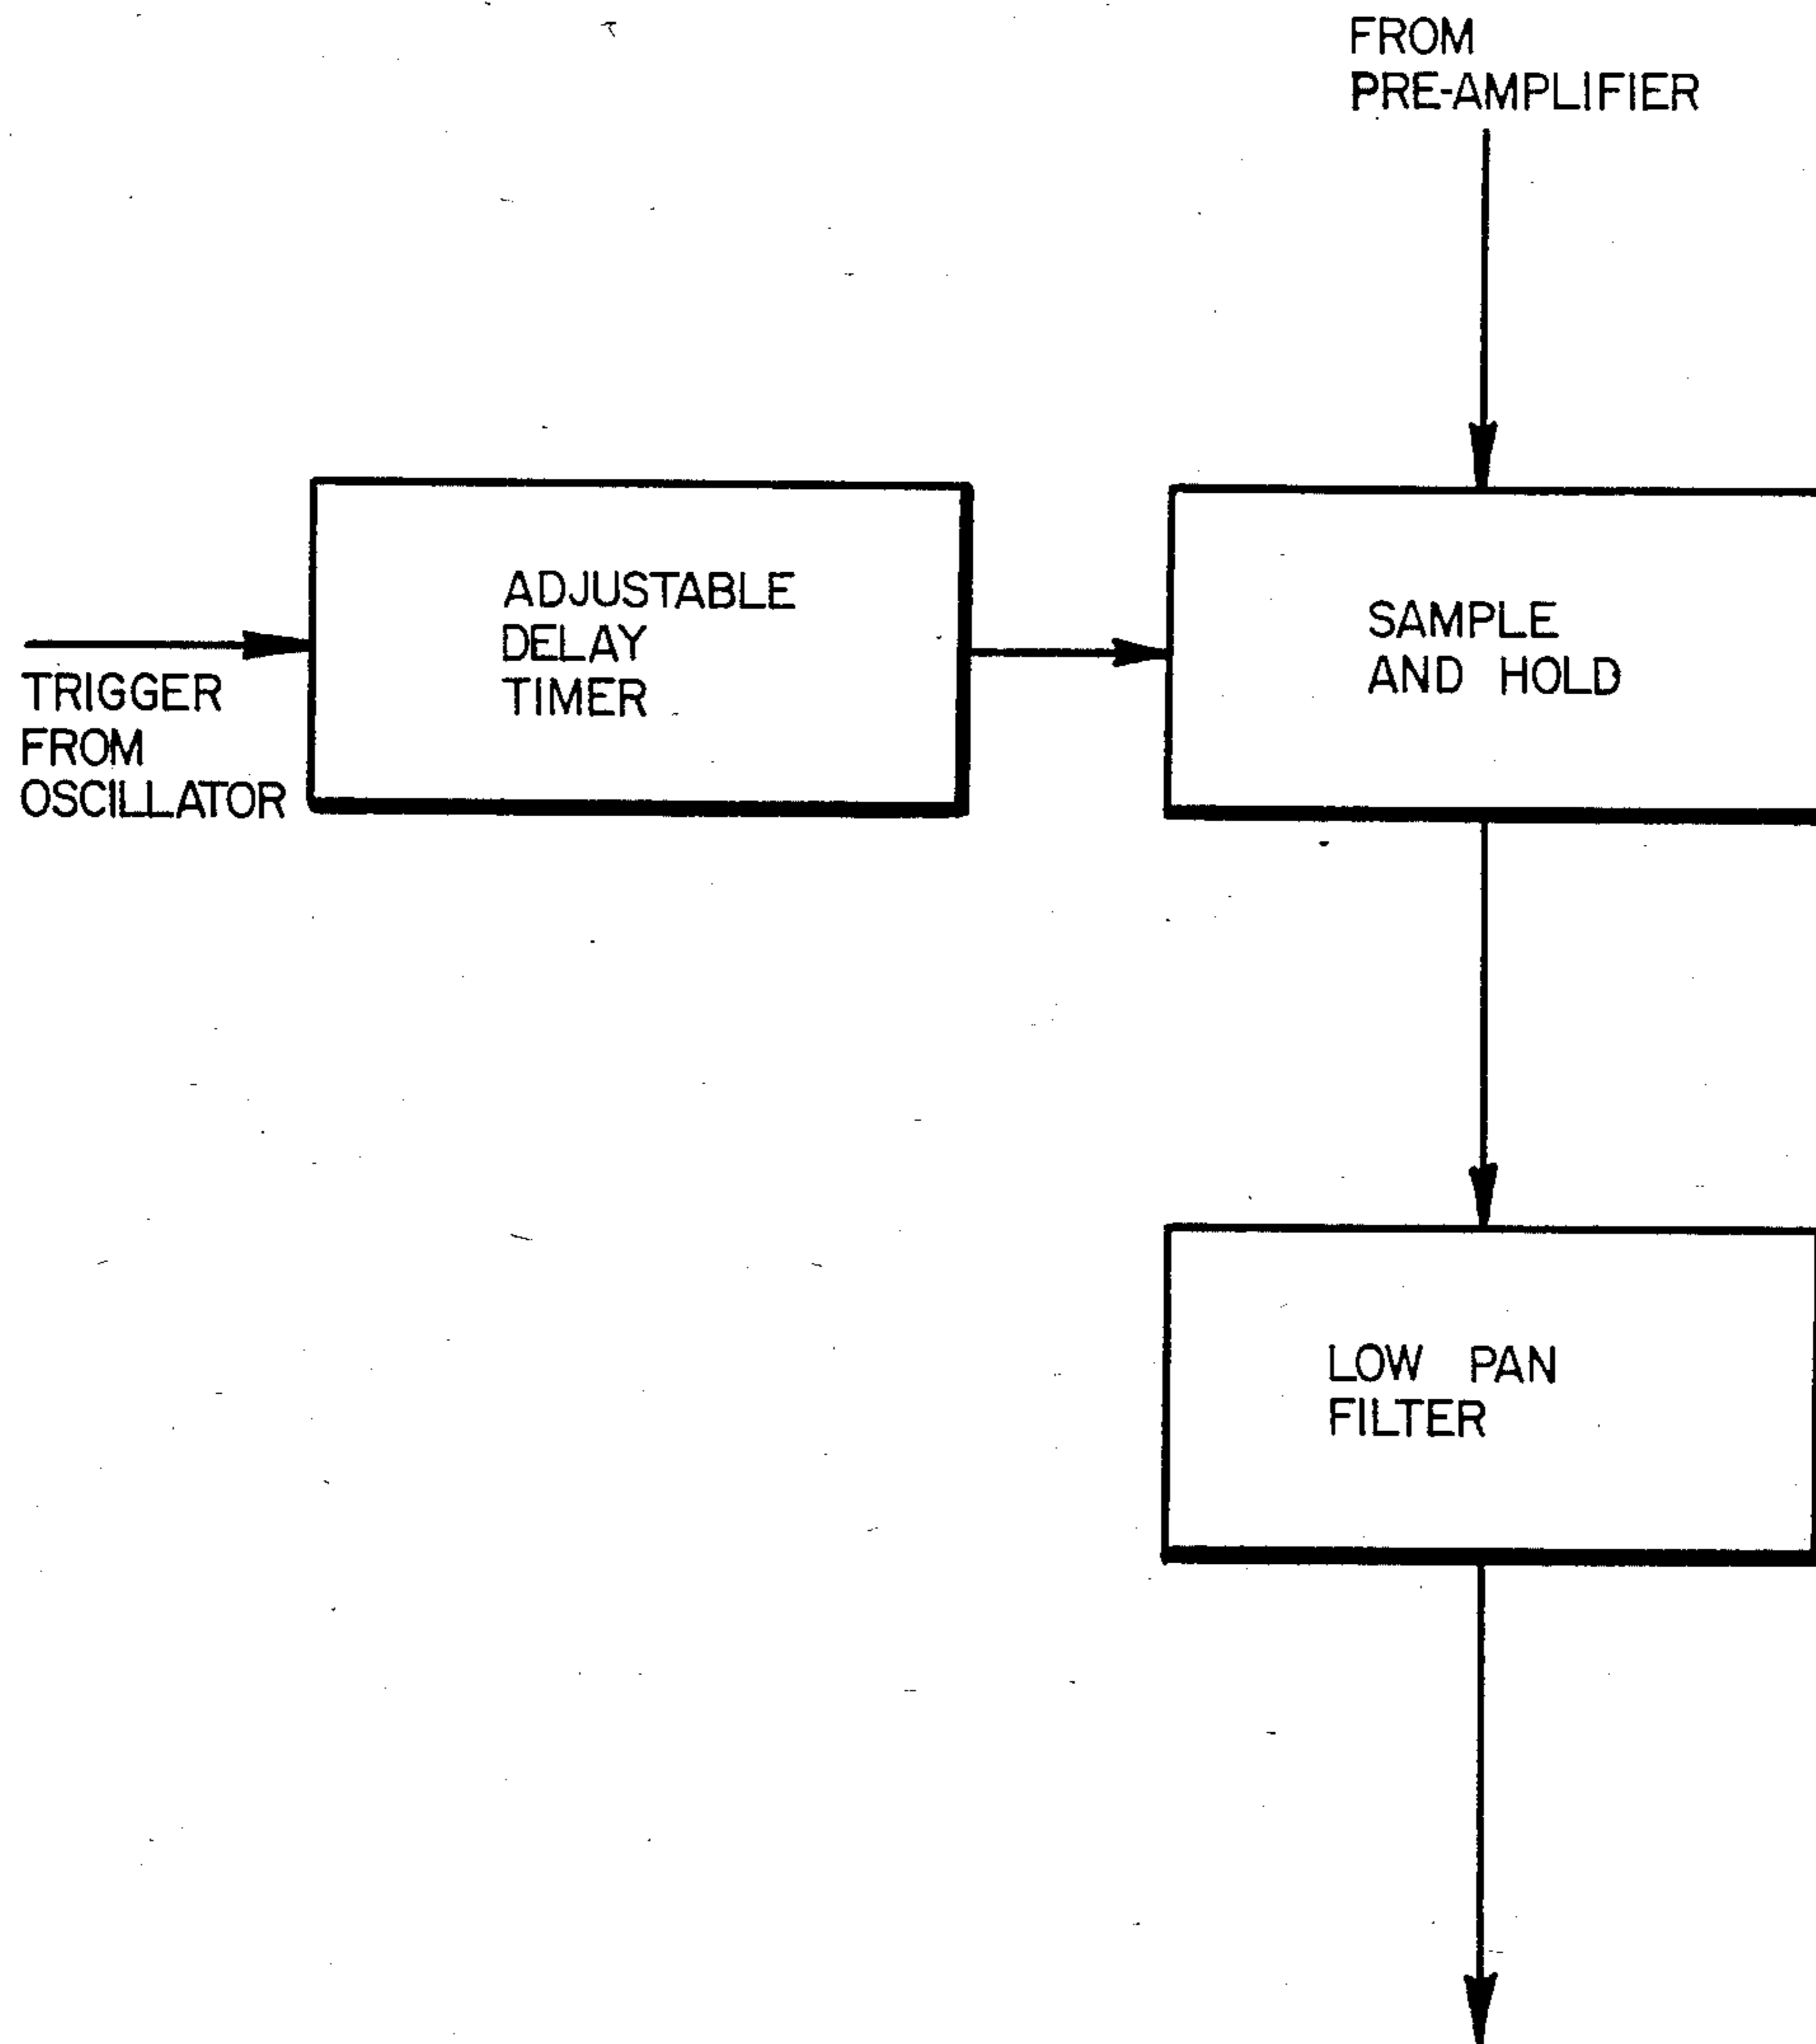 FROM
PRE-AMPLIFIER
ADJUSTABLE
DELAY
TIMER
SAMPLE
AND HOLD
TRIGGER
FROM
OSCILLATOR
LOW PAN
FILTER